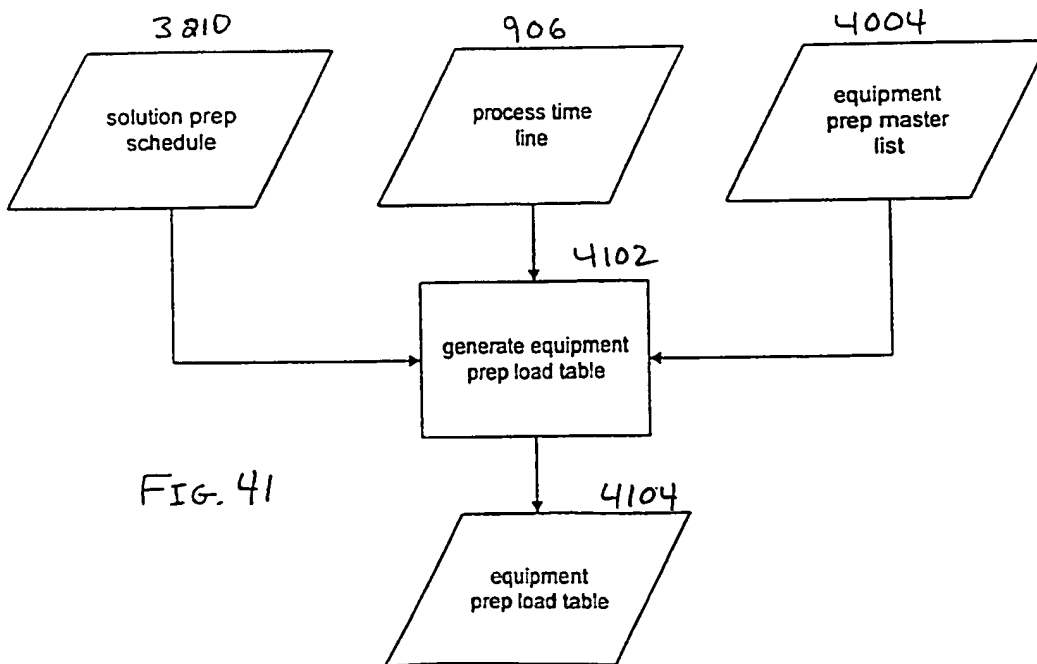 3210
906
4004
solution prep
schedule
process time
line
equipment
prep master
list
4102
generate equipment
prep load table
FIG. 41
4104
equipment
prep load table